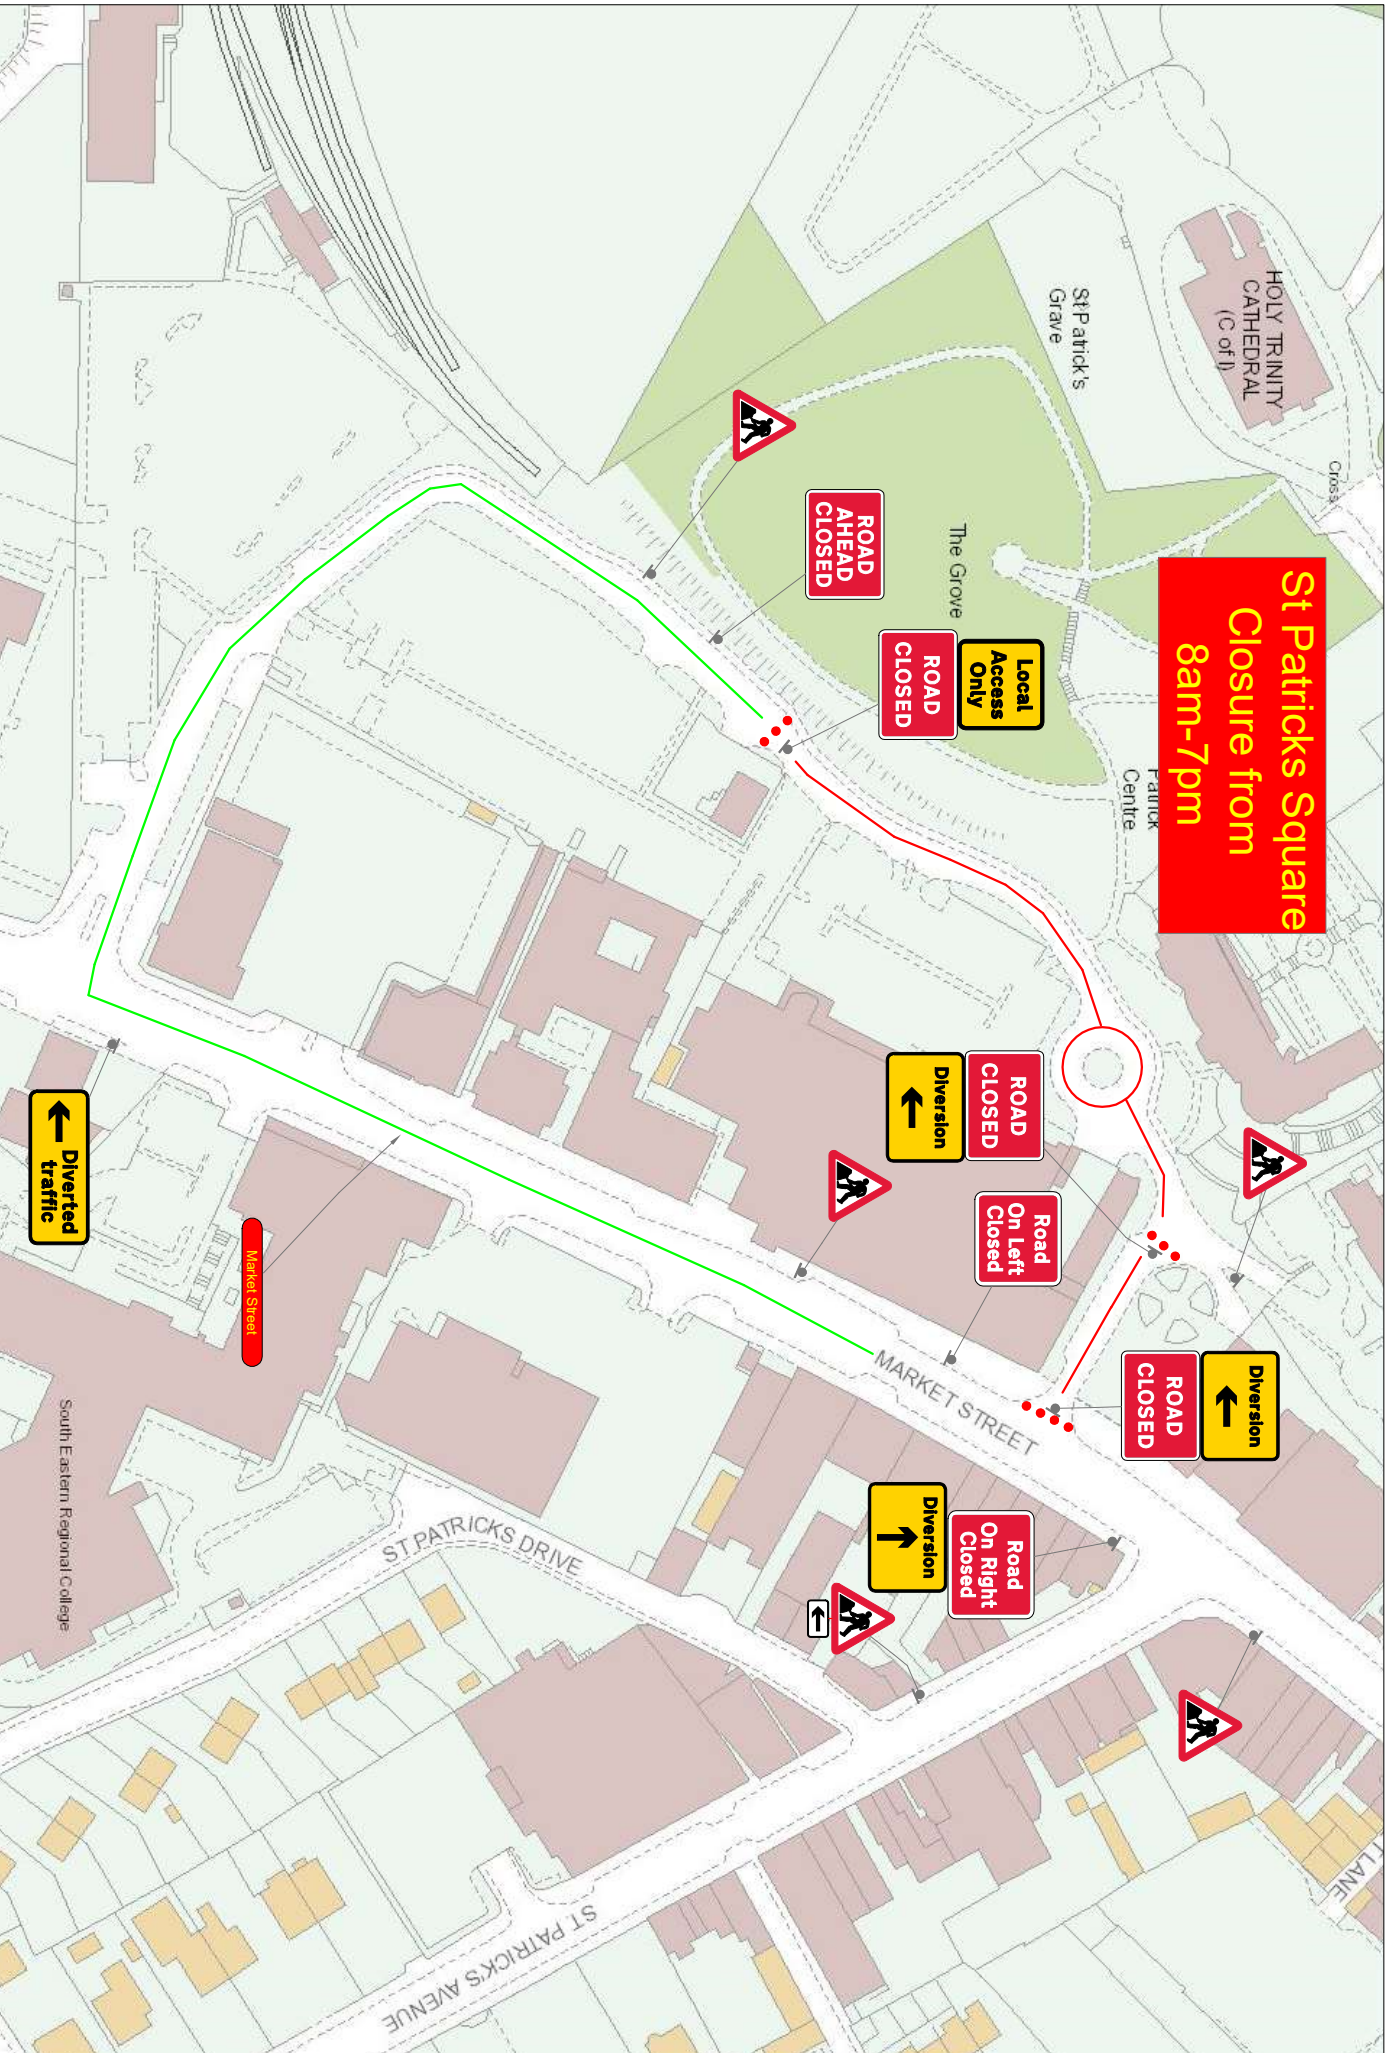 St Patricks Square
Closure from
8am-7pm
HOLY TRINITY
CATHEDRAL
(C of I)
Cross
St Patrick's
Grave
The Grove
Patrick
Centre
ROAD
AHEAD
CLOSED
Local
Access
Only
ROAD
CLOSED
ROAD
CLOSED
Diversion
Road
On Left
Closed
Diversion
ROAD
CLOSED
Road
On Right
Closed
Diversion
Diverted
traffic
Market Street
MARKET STREET
ST PATRICKS DRIVE
ST PATRICK'S AVENUE
South Eastern Regional College
T LANE